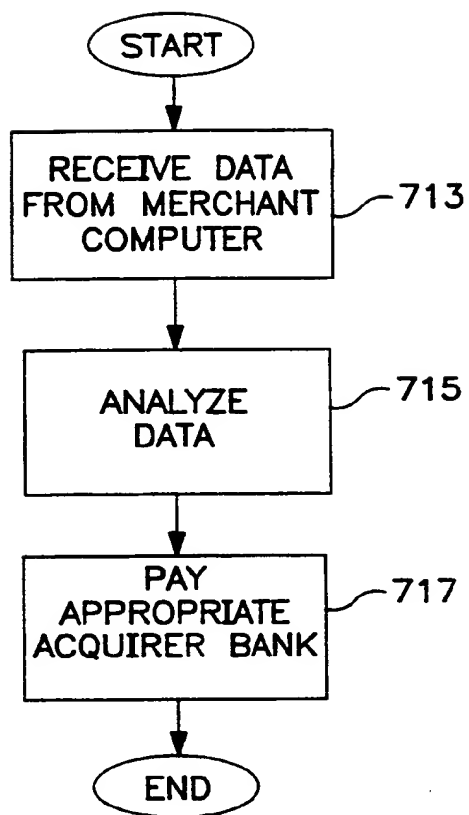 START
RECEIVE DATA
FROM MERCHANT
COMPUTER
713
ANALYZE
DATA
715
PAY
APPROPRIATE
ACQUIRER BANK
717
END